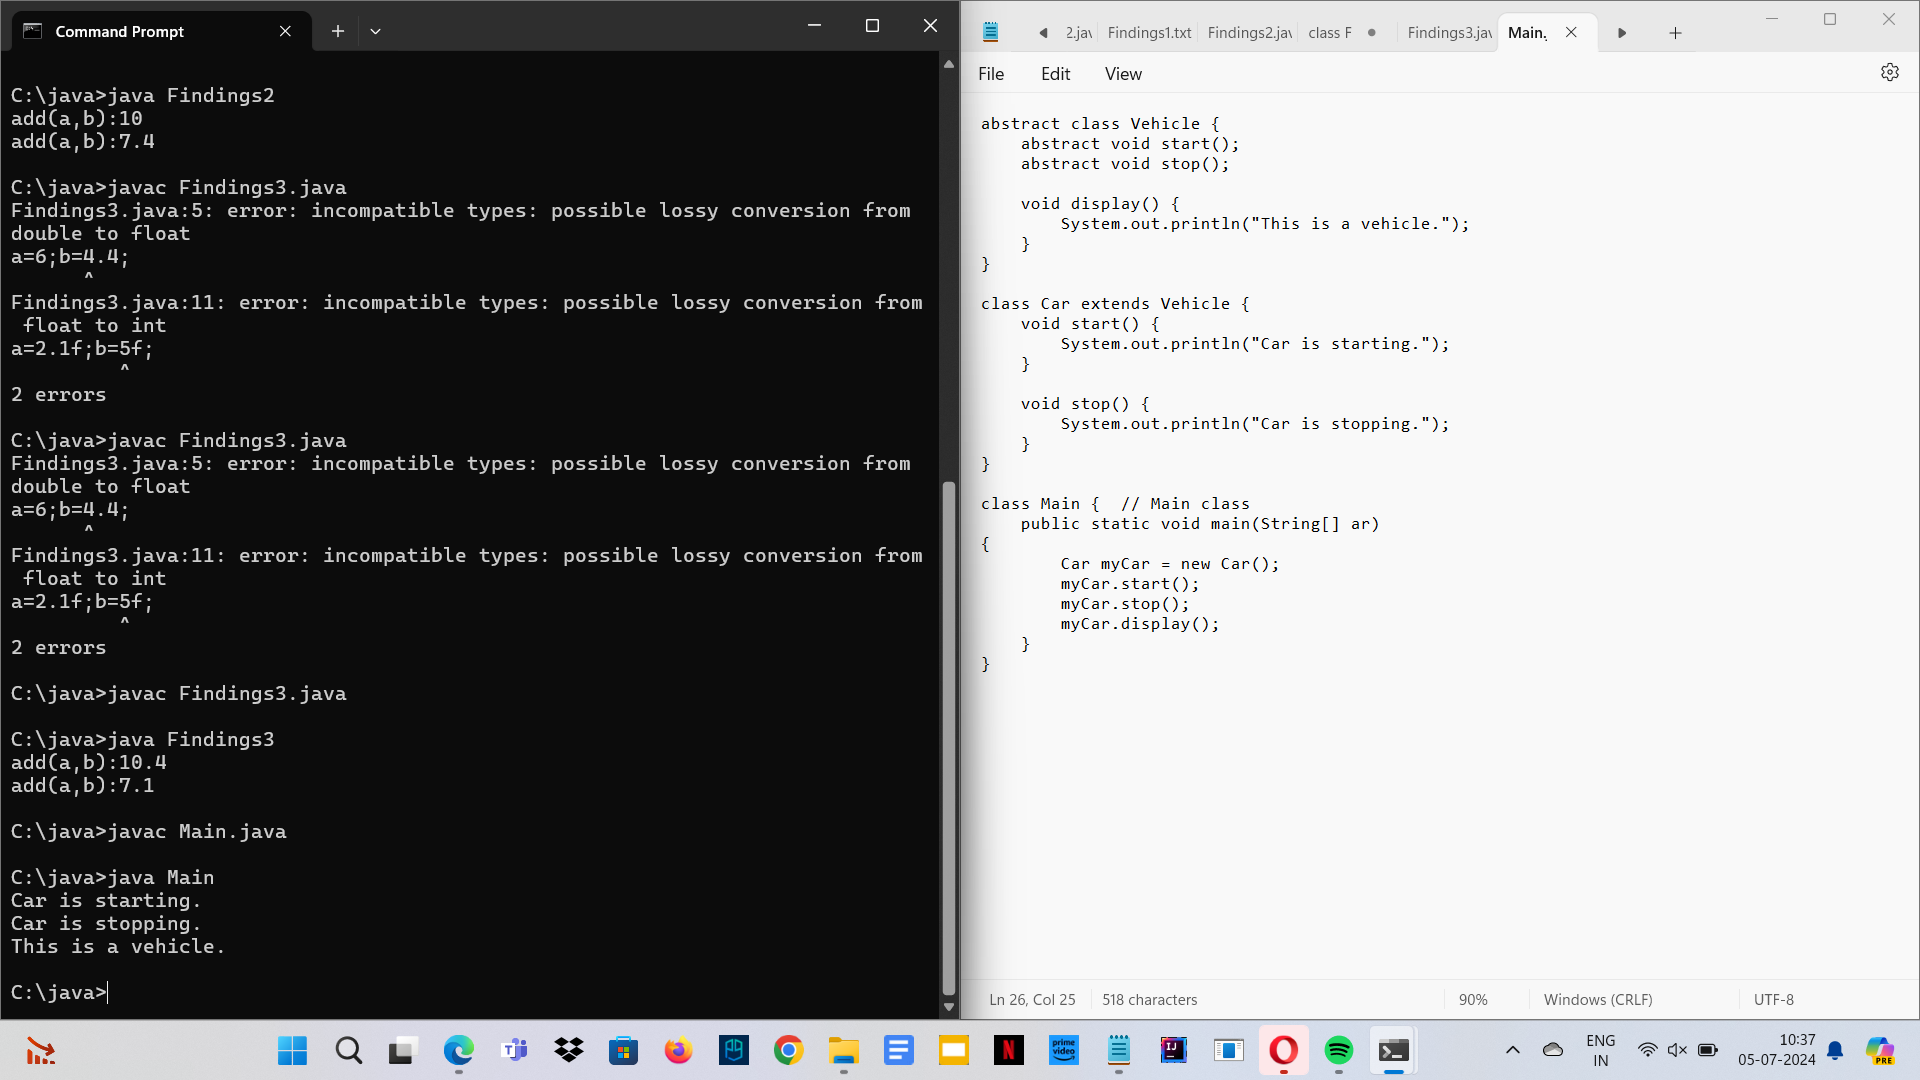 Command Prompt
C:\java>java Findings2
add(a,b):10
add(a,b):7.4
C:\java>javac Findings3.java
Findings3.java:5: error: incompatible types: possible lossy conversion from
double to float
a=6;b=4.4;
^
Findings3.java:11: error: incompatible types: possible lossy conversion from
float to int
a=2.1f;b=5f;
^
2 errors
C:\java>javac Findings3.java
Findings3.java:5: error: incompatible types: possible lossy conversion from
double to float
a=6;b=4.4;
^
Findings3.java:11: error: incompatible types: possible lossy conversion from
float to int
a=2.1f;b=5f;
^
2 errors
C:\java>javac Findings3.java
C:\java>java Findings3
add(a,b):10.4
add(a,b):7.1
C:\java>javac Main.java
C:\java>java Main
Car is starting.
Car is stopping.
This is a vehicle.
C:\java>
2.jav Findings1.txt Findings2.jav class F Findings3.jav Main.
File Edit View
abstract class Vehicle {
    abstract void start();
    abstract void stop();
    void display() {
        System.out.println("This is a vehicle.");
    }
}
class Car extends Vehicle {
    void start() {
        System.out.println("Car is starting.");
    }
    void stop() {
        System.out.println("Car is stopping.");
    }
}
class Main {  // Main class
    public static void main(String[] ar)
{
        Car myCar = new Car();
        myCar.start();
        myCar.stop();
        myCar.display();
    }
}
Ln 26, Col 25 518 characters 90% Windows (CRLF) UTF-8
prime video
ENG
IN
10:37
05-07-2024
PRE